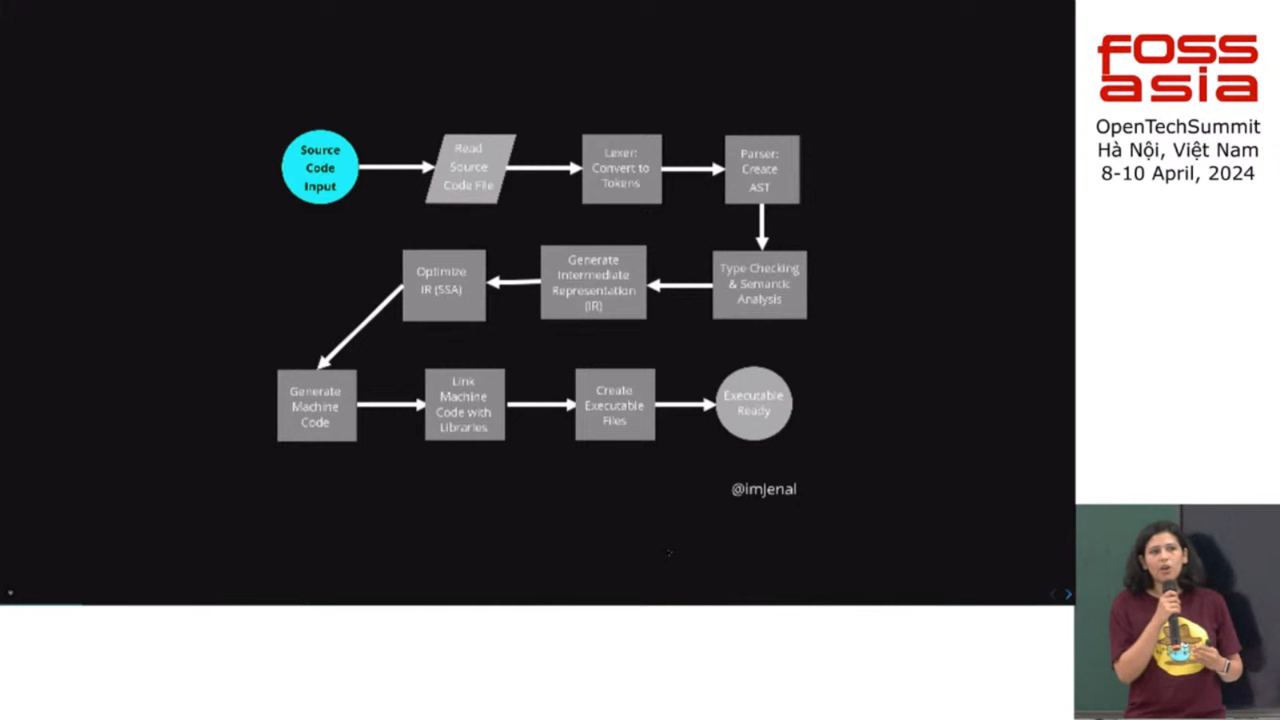 Source
Code
Input
Read
Source
Code File
Lexer:
Convert to
Tokens
Parser:
Create
AST
Optimize
IR (SSA)
Generate
Intermediate
Representation
(IR)
Type Checking
& Semantic
Analysis
Generate
Machine
Code
Link
Machine
Code with
Libraries
Create
Executable
Files
Executable
Ready
@imJenal
FOSS
asia
OpenTechSummit
Hà Nội, Việt Nam
8-10 April, 2024